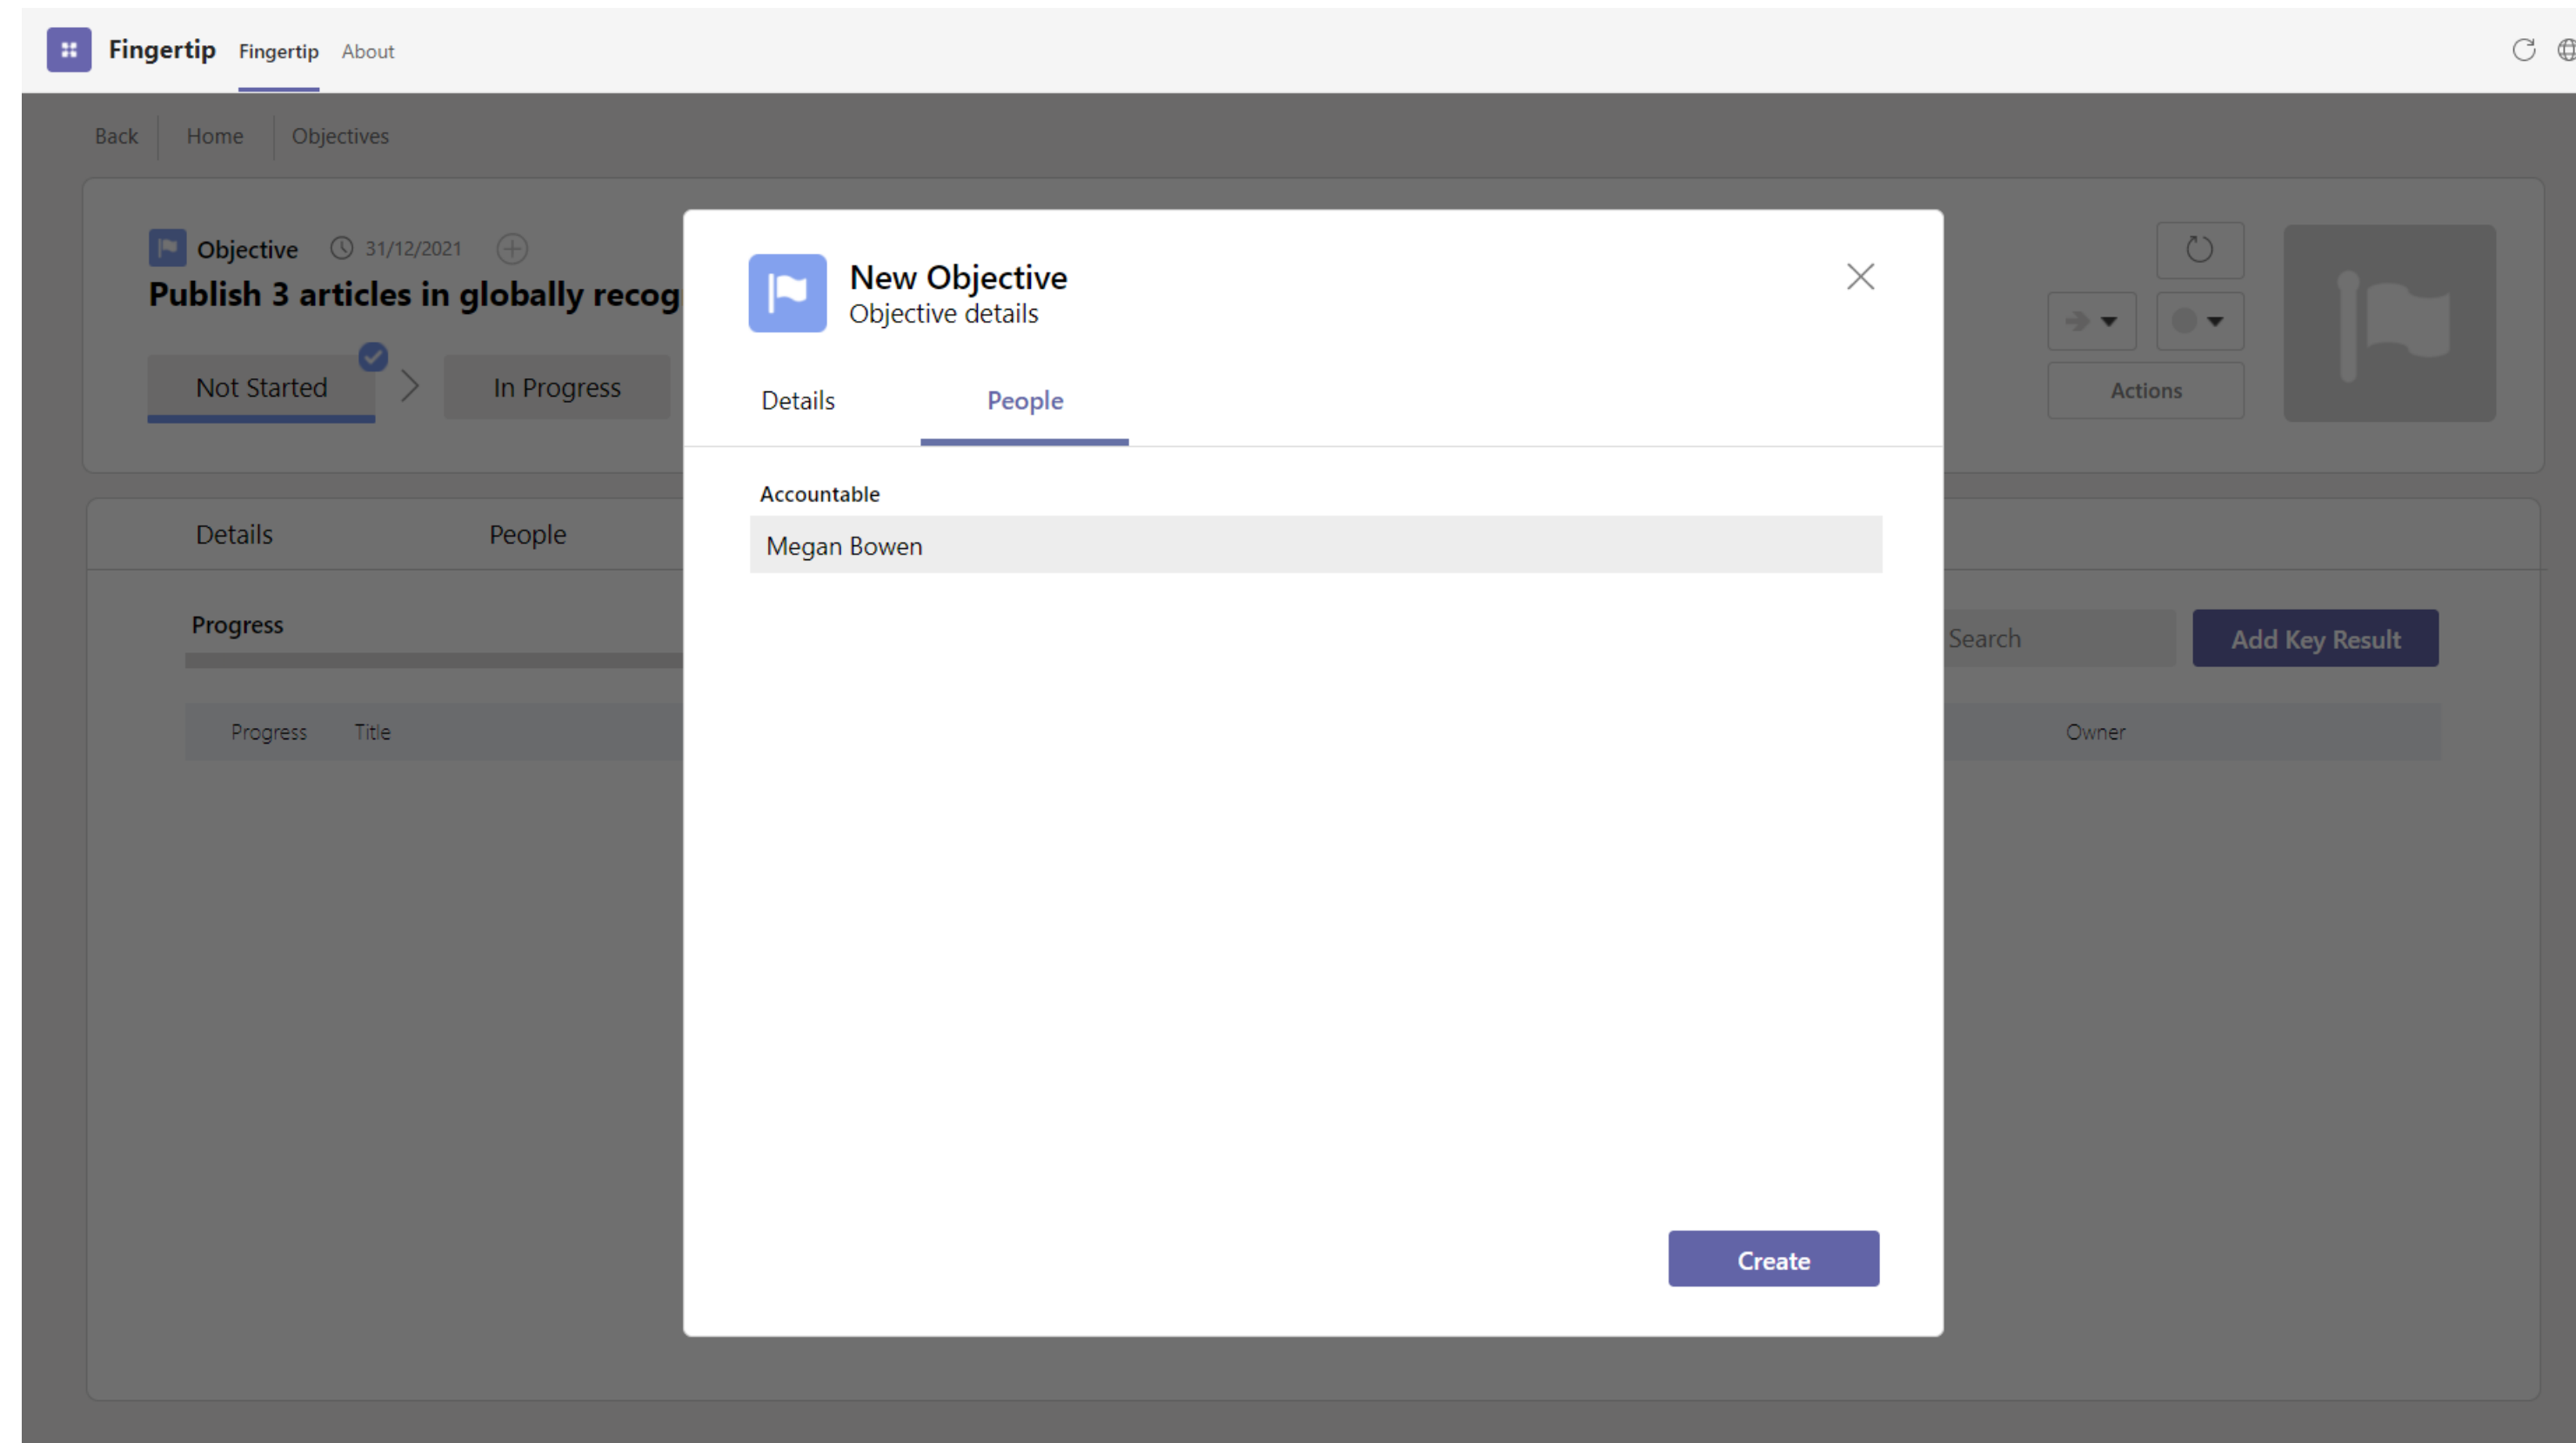 Fingertip Fingertip About
Back Home Objectives
Objective 31/12/2021
Publish 3 articles in globally recog
Not Started In Progress
Actions
Details People
Progress
Search Add Key Result
Progress Title Owner
New Objective
Objective details
Details People
Accountable
Megan Bowen
Create